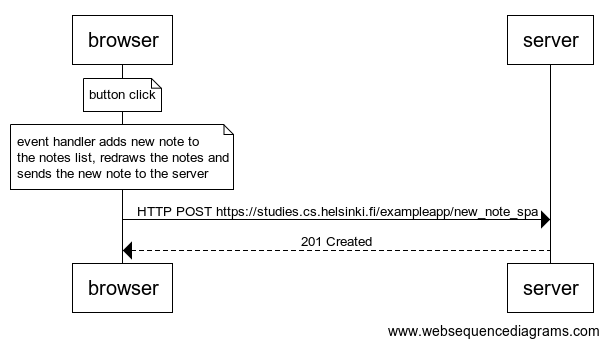 browser
server
button click
event handler adds new note to
the notes list, redraws the notes and
sends the new note to the server
HTTP POST https://studies.cs.helsinki.fi/exampleapp/new_note_spa
201 Created
browser
server
www.websequencediagrams.com